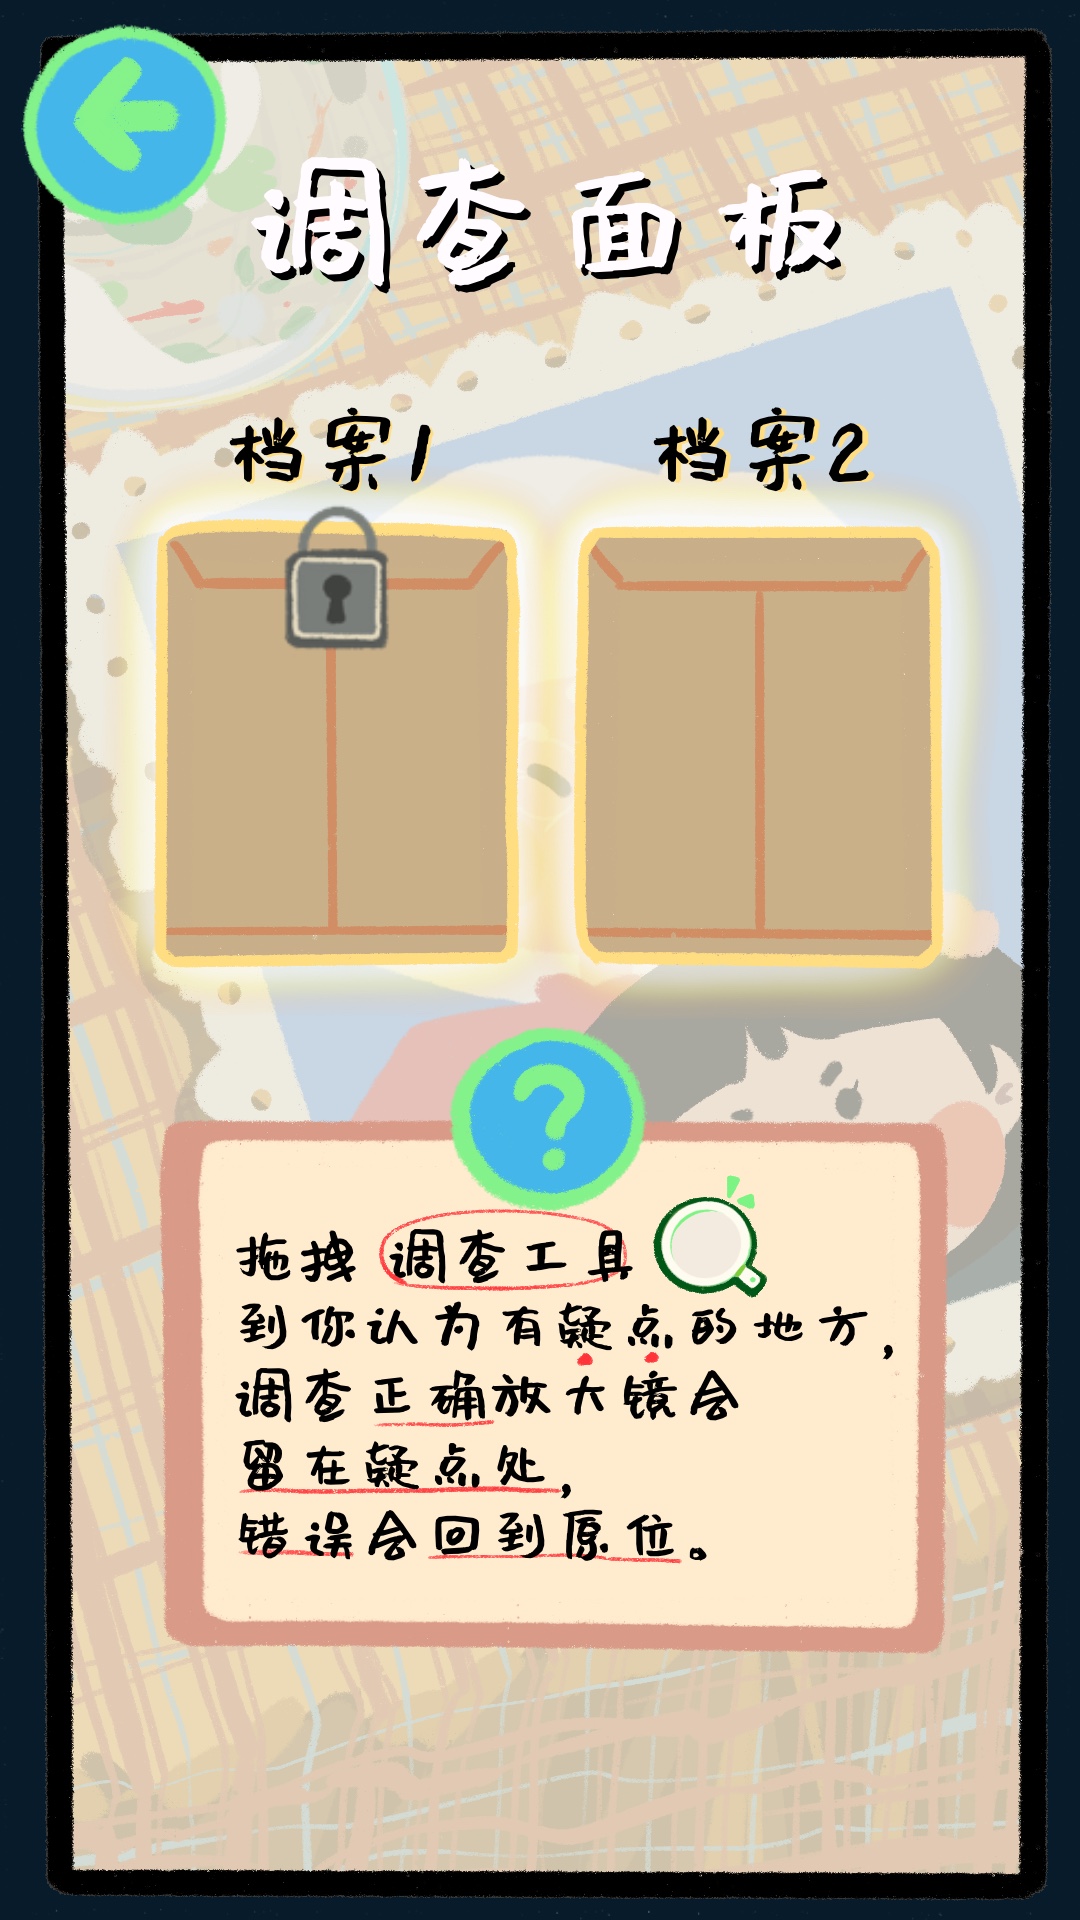 调查面板
档案1
档案2
?
拖拽调查工具
到你认为有疑点的地方,
调查正确放大镜会
留在疑点处,
错误会回到原位。